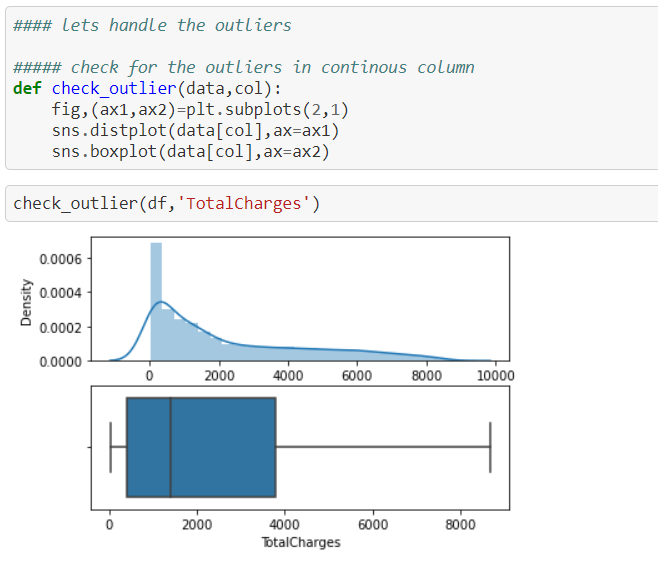 #### lets handle the outliers
##### check for the outliers in continous column
def check_outlier(data,col):
    fig,(ax1,ax2)=plt.subplots(2,1)
    sns.distplot(data[col],ax=ax1)
    sns.boxplot(data[col],ax=ax2)
check_outlier(df,'TotalCharges')
0.0006
0.0004
0.0002
0.0000
Density
0 2000 4000 6000 8000 10000
0 2000 4000 6000 8000
TotalCharges